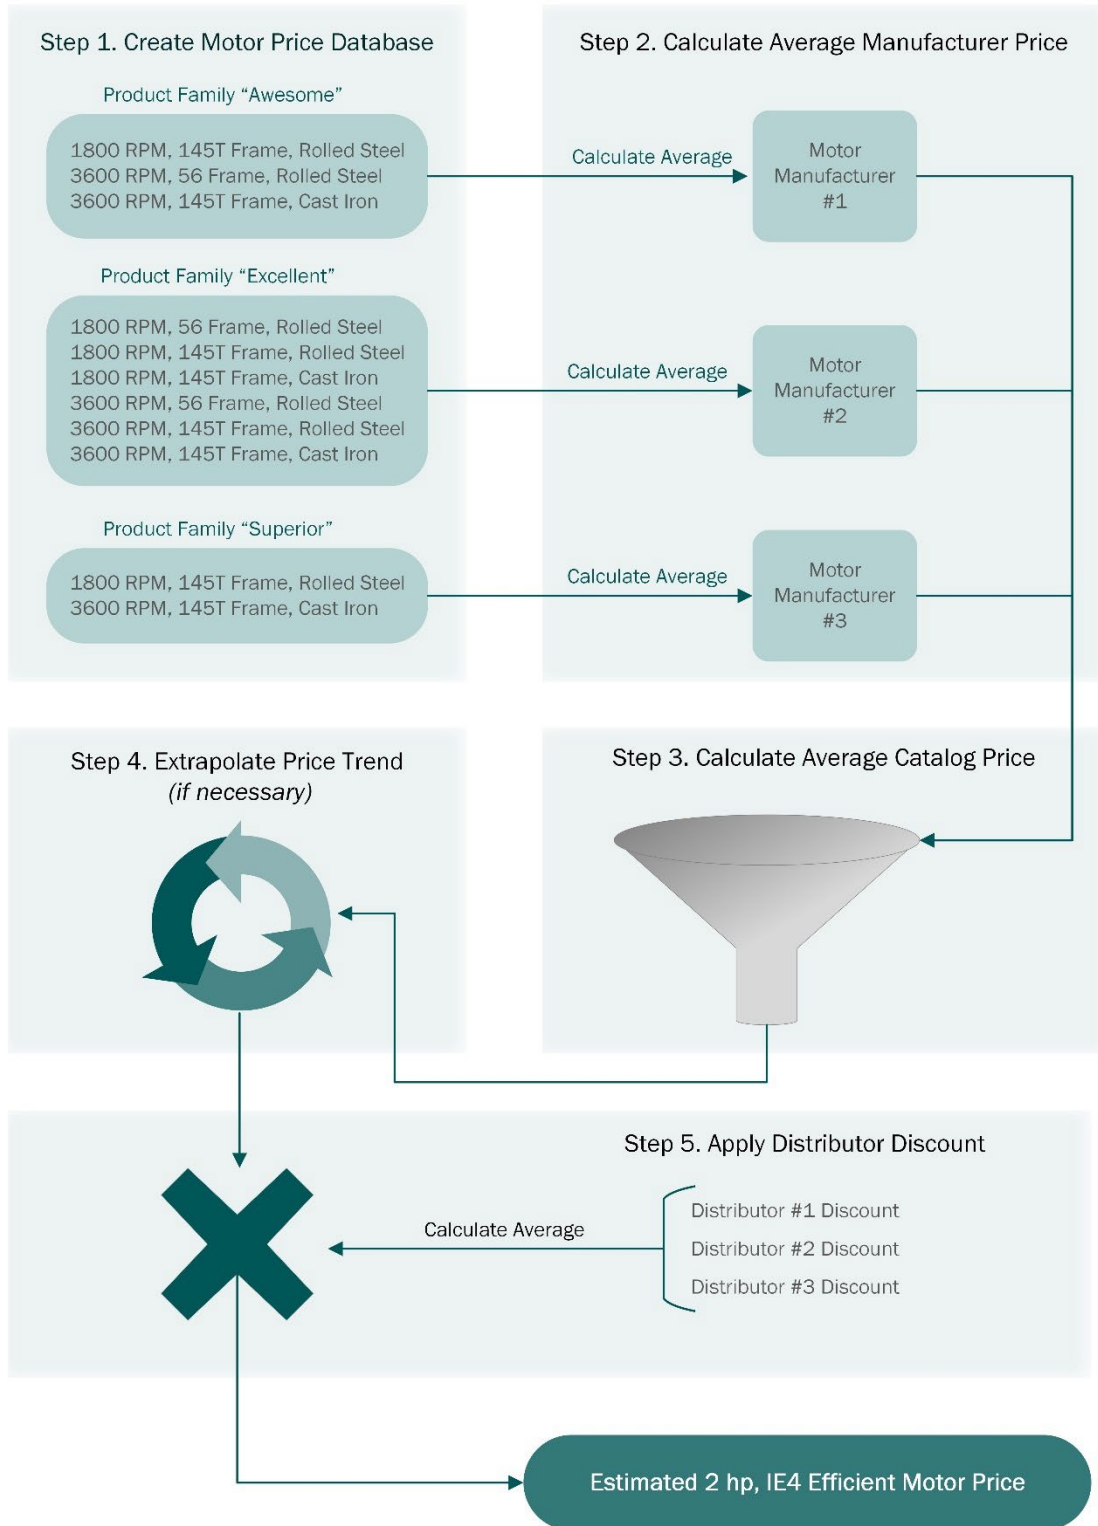 Step 1. Create Motor Price Database
Product Family “Awesome”
1800 RPM, 145T Frame, Rolled Steel
3600 RPM, 56 Frame, Rolled Steel
3600 RPM, 145T Frame, Cast Iron
Product Family “Excellent”
1800 RPM, 56 Frame, Rolled Steel
1800 RPM, 145T Frame, Rolled Steel
1800 RPM, 145T Frame, Cast Iron
3600 RPM, 56 Frame, Rolled Steel
3600 RPM, 145T Frame, Rolled Steel
3600 RPM, 145T Frame, Cast Iron
Product Family “Superior”
1800 RPM, 145T Frame, Rolled Steel
3600 RPM, 145T Frame, Cast Iron
Step 2. Calculate Average Manufacturer Price
Calculate Average
Motor
Manufacturer
#1
Calculate Average
Motor
Manufacturer
#2
Calculate Average
Motor
Manufacturer
#3
Step 3. Calculate Average Catalog Price
Step 4. Extrapolate Price Trend
(if necessary)
Step 5. Apply Distributor Discount
Calculate Average
Distributor #1 Discount
Distributor #2 Discount
Distributor #3 Discount
Estimated 2 hp, IE4 Efficient Motor Price